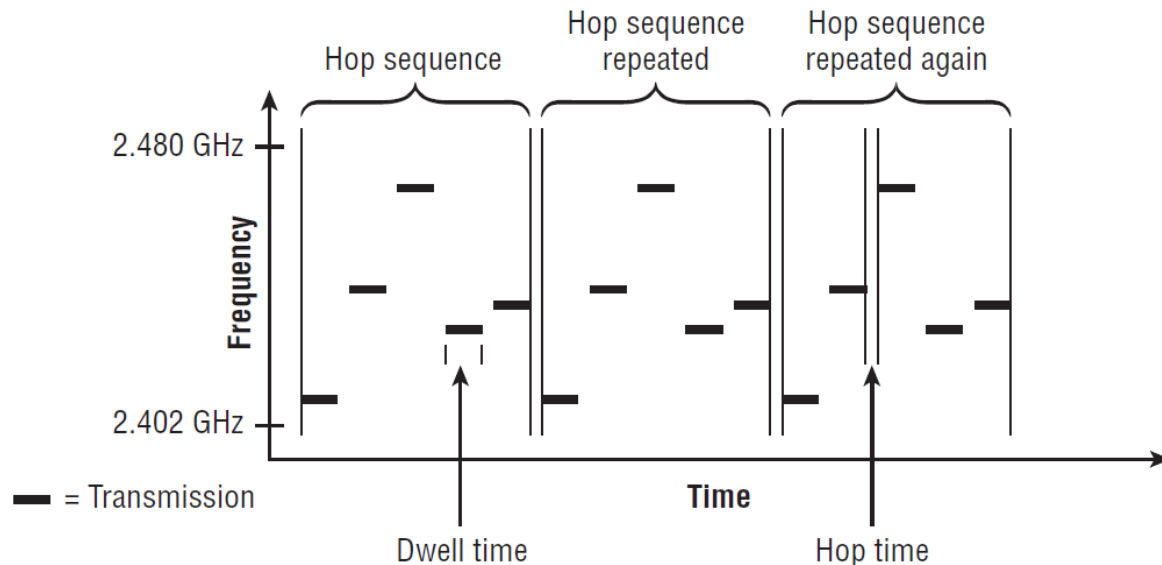 Hop sequence
Hop sequence
repeated
Hop sequence
repeated again
2.480 GHz
Frequency
2.402 GHz
= Transmission
Time
Dwell time
Hop time